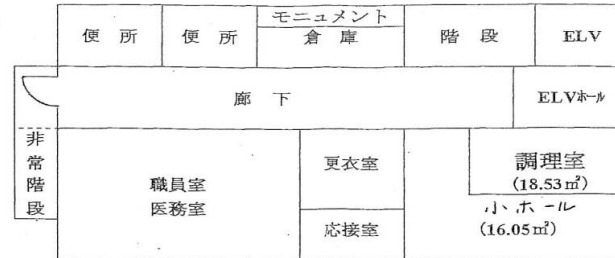 モニュメント
便所
便所
倉庫
階段
ELV
廊下
ELVホール
非常階段
職員室
医務室
更衣室
応接室
調理室
(18.53㎡)
小ホール
(16.05㎡)